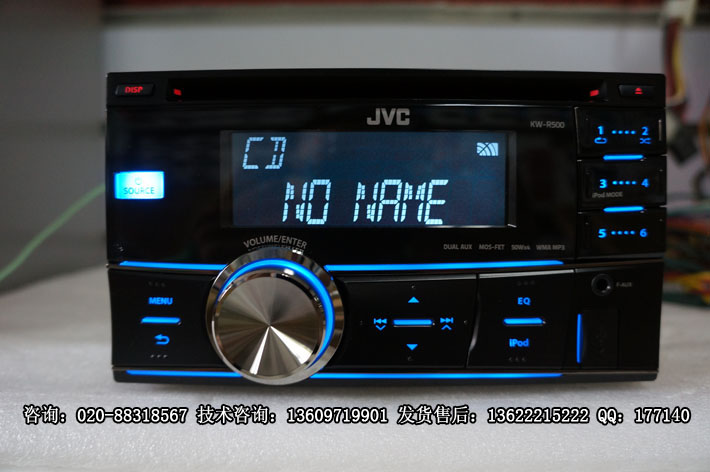 DISP
JVC
KW-R500
CD
NO NAME
SOURCE
1 •••• 2
3 •••• 4
iPod MODE
5 •• 6
VOLUME/ENTER
DUAL AUX MOS-FET 50Wx4 WMA MP3
MENU
EQ
iPod
F-AUX
咨询: 020-88318567 技术咨询: 13609719901 发货售后: 13622215222 QQ: 177140